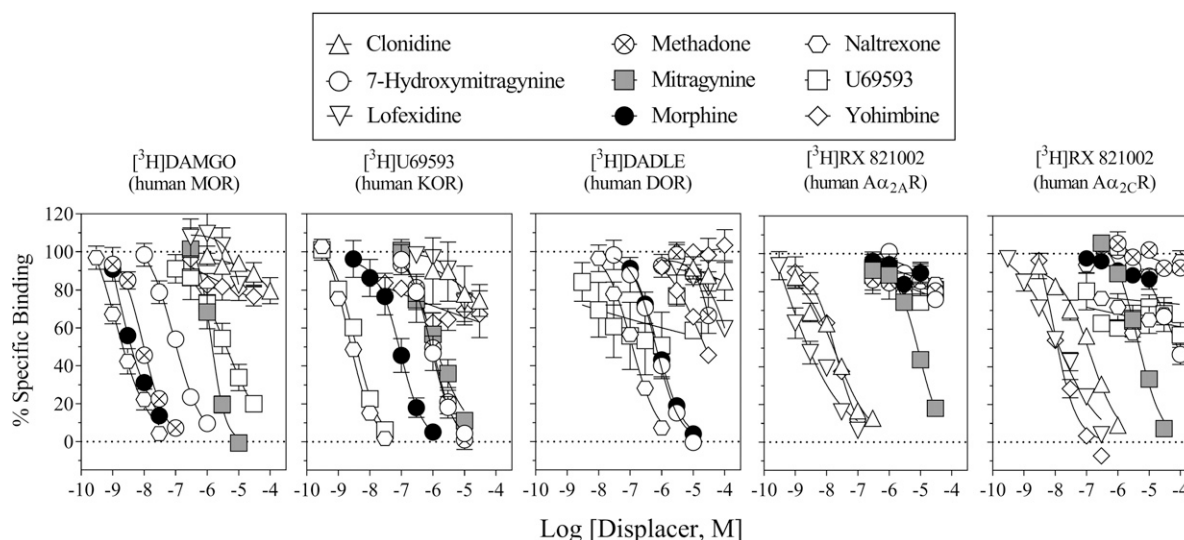 Clonidine Methadone Naltrexone
7-Hydroxymitragynine Mitragynine U69593
Lofexidine Morphine Yohimbine
[³H]DAMGO [³H]U69593 [³H]DADLE [³H]RX 821002 [³H]RX 821002
(human MOR) (human KOR) (human DOR) (human Aα₂AR) (human Aα₂CR)
% Specific Binding
120
100
80
60
40
20
0
-10 -9 -8 -7 -6 -5 -4 -10 -9 -8 -7 -6 -5 -4 -10 -9 -8 -7 -6 -5 -4 -10 -9 -8 -7 -6 -5 -4 -10 -9 -8 -7 -6 -5 -4
Log [Displacer, M]